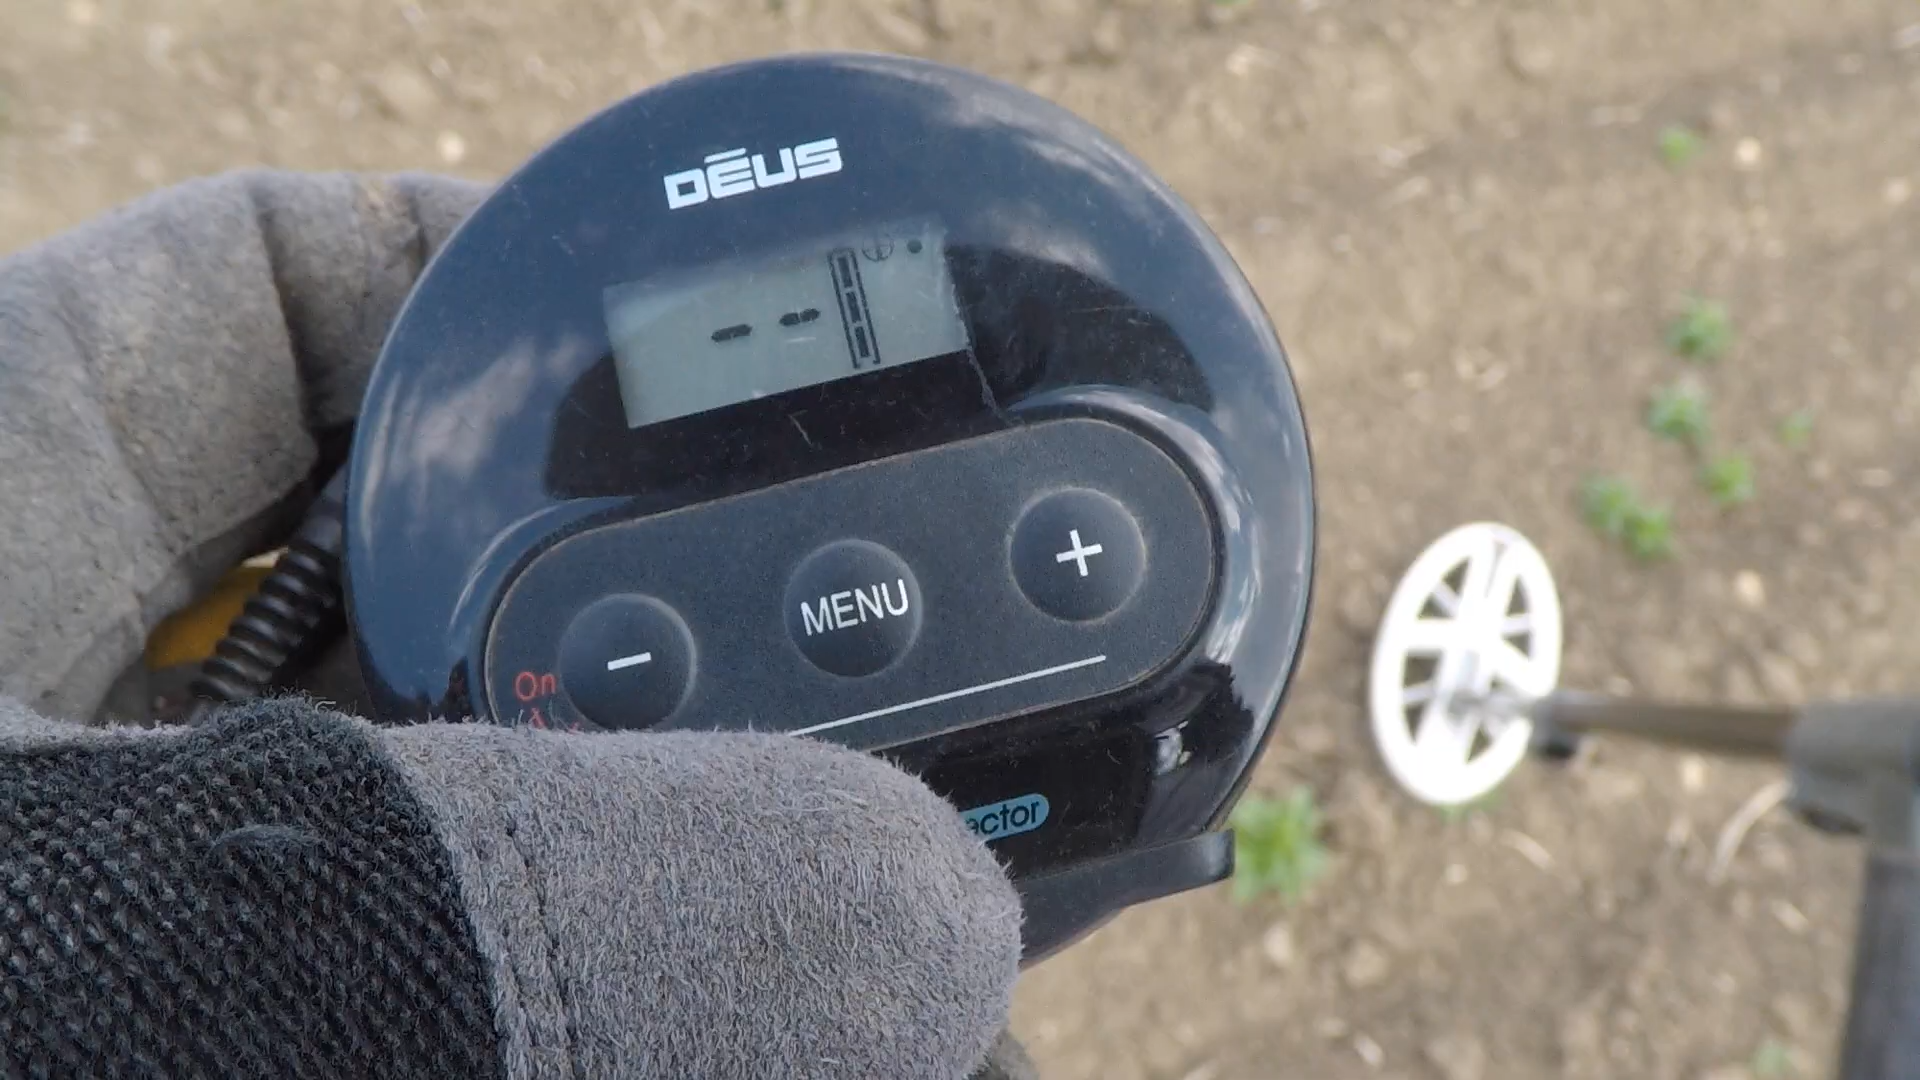 DĒUS
- -
+
MENU
-
On
ector